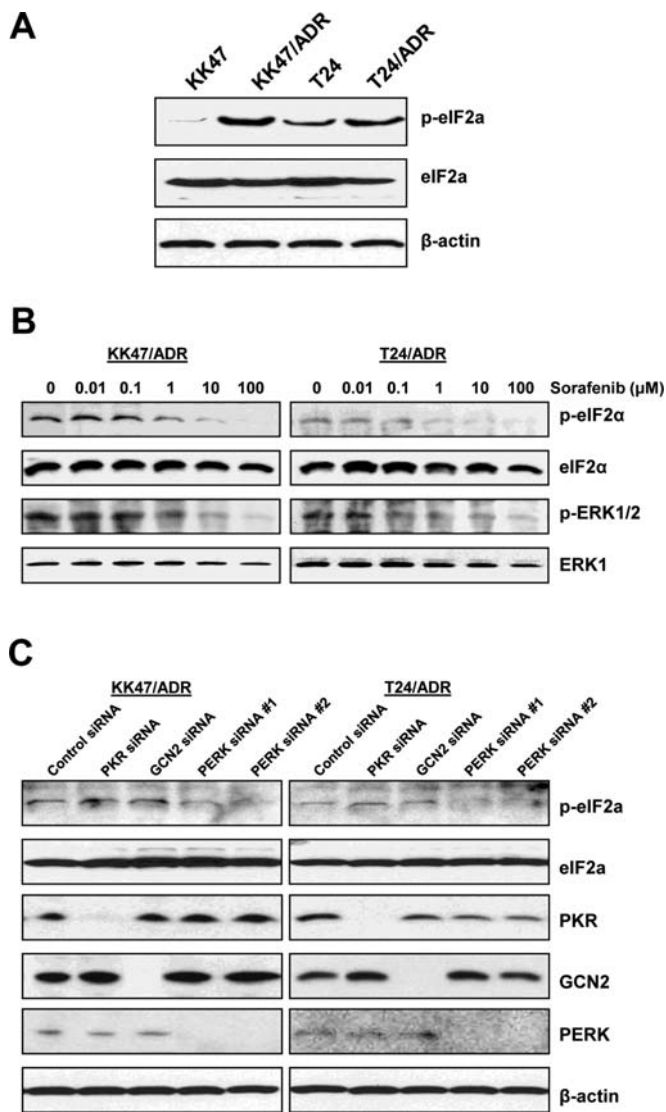 A
KK47 KK47/ADR T24 T24/ADR
p-eIF2a
eIF2a
β-actin
B
KK47/ADR T24/ADR
0 0.01 0.1 1 10 100 0 0.01 0.1 1 10 100 Sorafenib (µM)
p-eIF2α
eIF2α
p-ERK1/2
ERK1
C
KK47/ADR T24/ADR
Control siRNA PKR siRNA GCN2 siRNA PERK siRNA #1 PERK siRNA #2 Control siRNA PKR siRNA GCN2 siRNA PERK siRNA #1 PERK siRNA #2
p-eIF2a
eIF2a
PKR
GCN2
PERK
β-actin